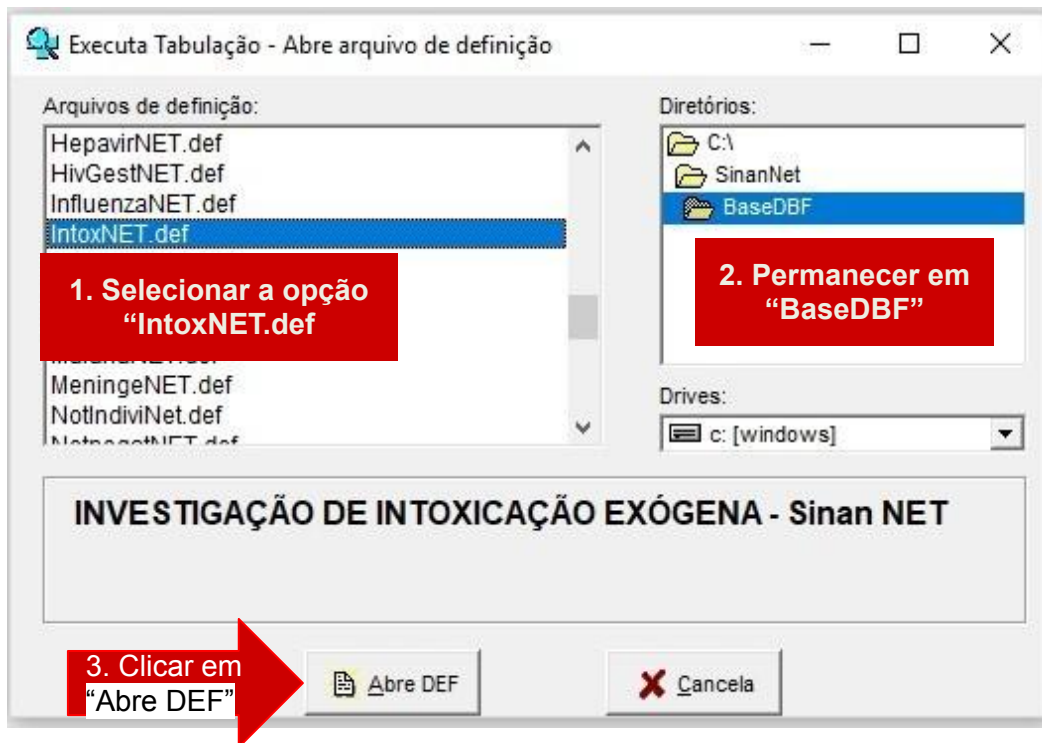 Executa Tabulação - Abre arquivo de definição
Arquivos de definição:
Diretórios:
HepavirNET.def
HivGestNET.def
InfluenzaNET.def
IntoxNET.def
C:\
SinanNet
BaseDBF
1. Selecionar a opção
“IntoxNET.def
2. Permanecer em
“BaseDBF”
MeningeNET.def
NotIndiviNet.def
Drives:
c: [windows]
INVESTIGAÇÃO DE INTOXICAÇÃO EXÓGENA - Sinan NET
3. Clicar em
“Abre DEF”
Abre DEF
Cancela